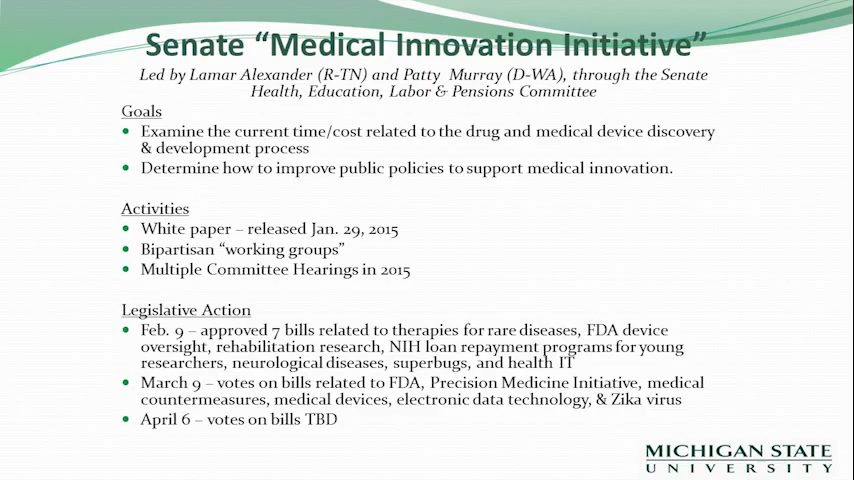 Senate “Medical Innovation Initiative”
Led by Lamar Alexander (R-TN) and Patty Murray (D-WA), through the Senate
Health, Education, Labor & Pensions Committee
Goals
• Examine the current time/cost related to the drug and medical device discovery
& development process
• Determine how to improve public policies to support medical innovation.
Activities
• White paper – released Jan. 29, 2015
• Bipartisan “working groups”
• Multiple Committee Hearings in 2015
Legislative Action
• Feb. 9 – approved 7 bills related to therapies for rare diseases, FDA device
oversight, rehabilitation research, NIH loan repayment programs for young
researchers, neurological diseases, superbugs, and health IT
• March 9 – votes on bills related to FDA, Precision Medicine Initiative, medical
countermeasures, medical devices, electronic data technology, & Zika virus
• April 6 – votes on bills TBD
MICHIGAN STATE
UNIVERSITY